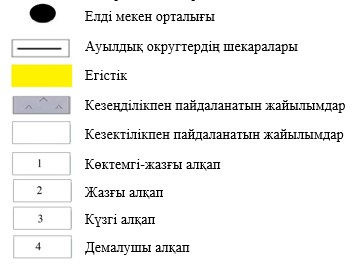 Елді мекен орталығы
Ауылдық округтердің шекаралары
Егістік
Кезеңділікпен пайдаланатын жайылымдар
Кезектілікпен пайдаланатын жайылымдар
1 Көктемгі-жазғы алқап
2 Жазғы алқап
3 Күзгі алқап
4 Демалушы алқап